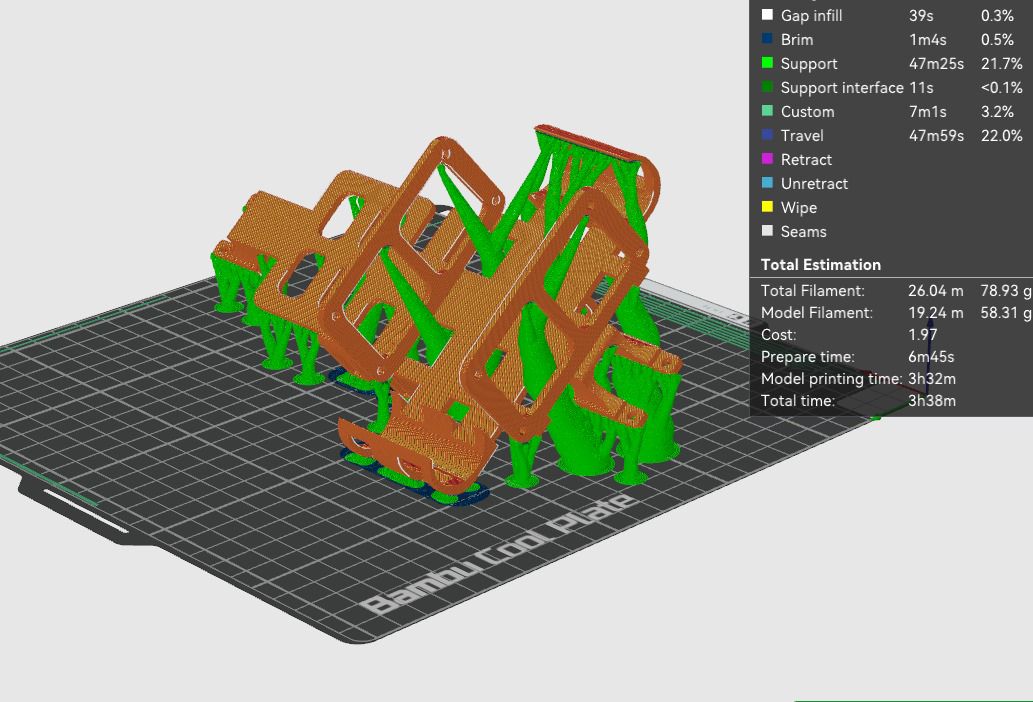 Gap infill 39s 0.3%
Brim 1m4s 0.5%
Support 47m25s 21.7%
Support interface 11s <0.1%
Custom 7m1s 3.2%
Travel 47m59s 22.0%
Retract
Unretract
Wipe
Seams
Total Estimation
Total Filament: 26.04 m 78.93 g
Model Filament: 19.24 m 58.31 g
Cost: 1.97
Prepare time: 6m45s
Model printing time: 3h32m
Total time: 3h38m
Bambu Cool Plate